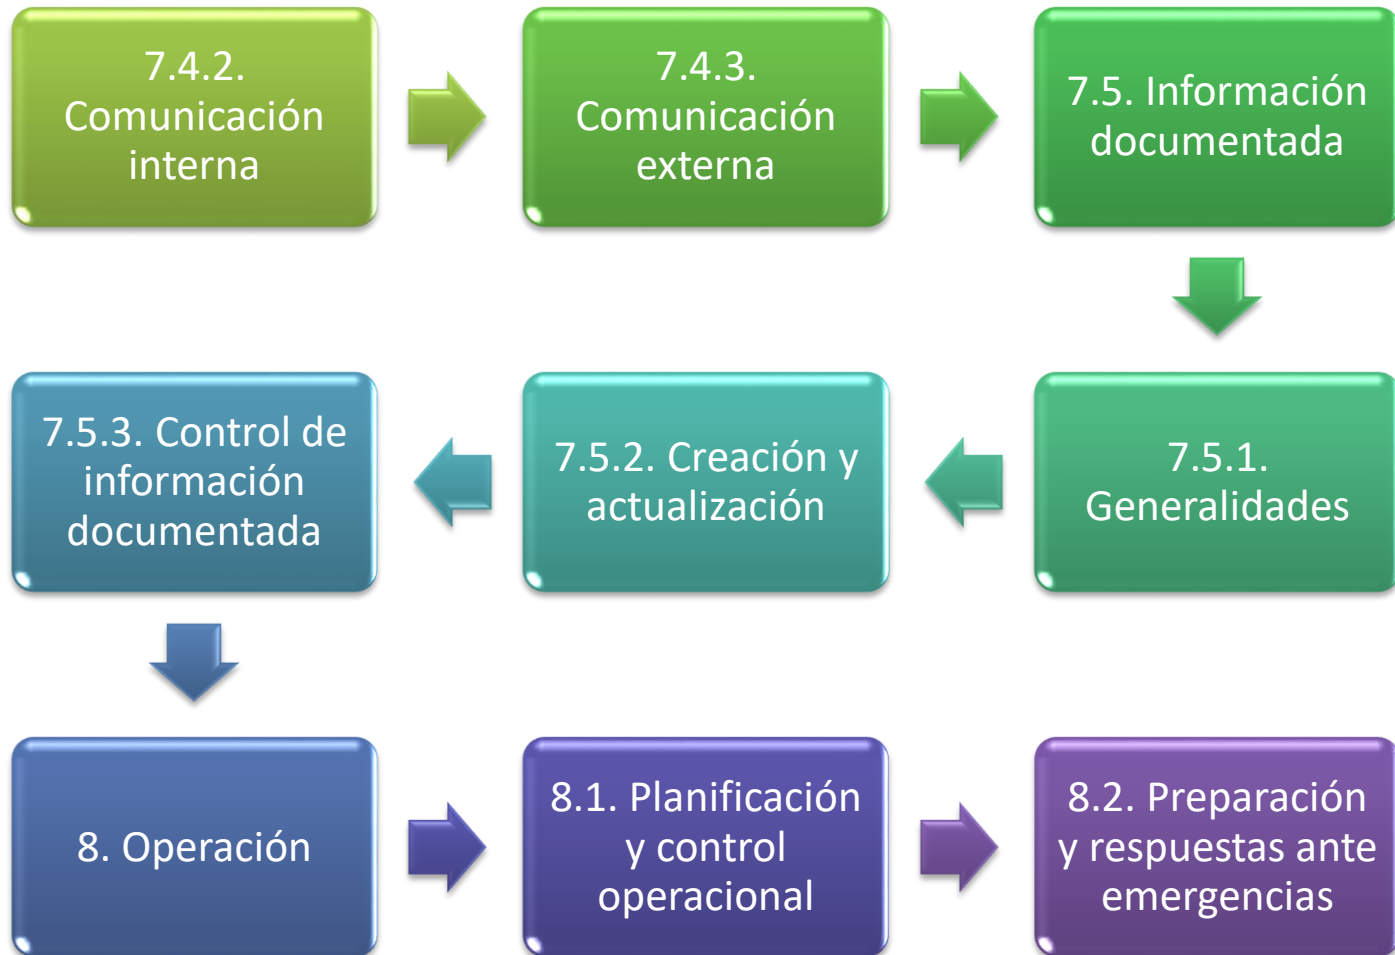 7.4.2.
Comunicación
interna
7.4.3.
Comunicación
externa
7.5. Información
documentada
7.5.1.
Generalidades
7.5.2. Creación y
actualización
7.5.3. Control de
información
documentada
8. Operación
8.1. Planificación
y control
operacional
8.2. Preparación
y respuestas ante
emergencias